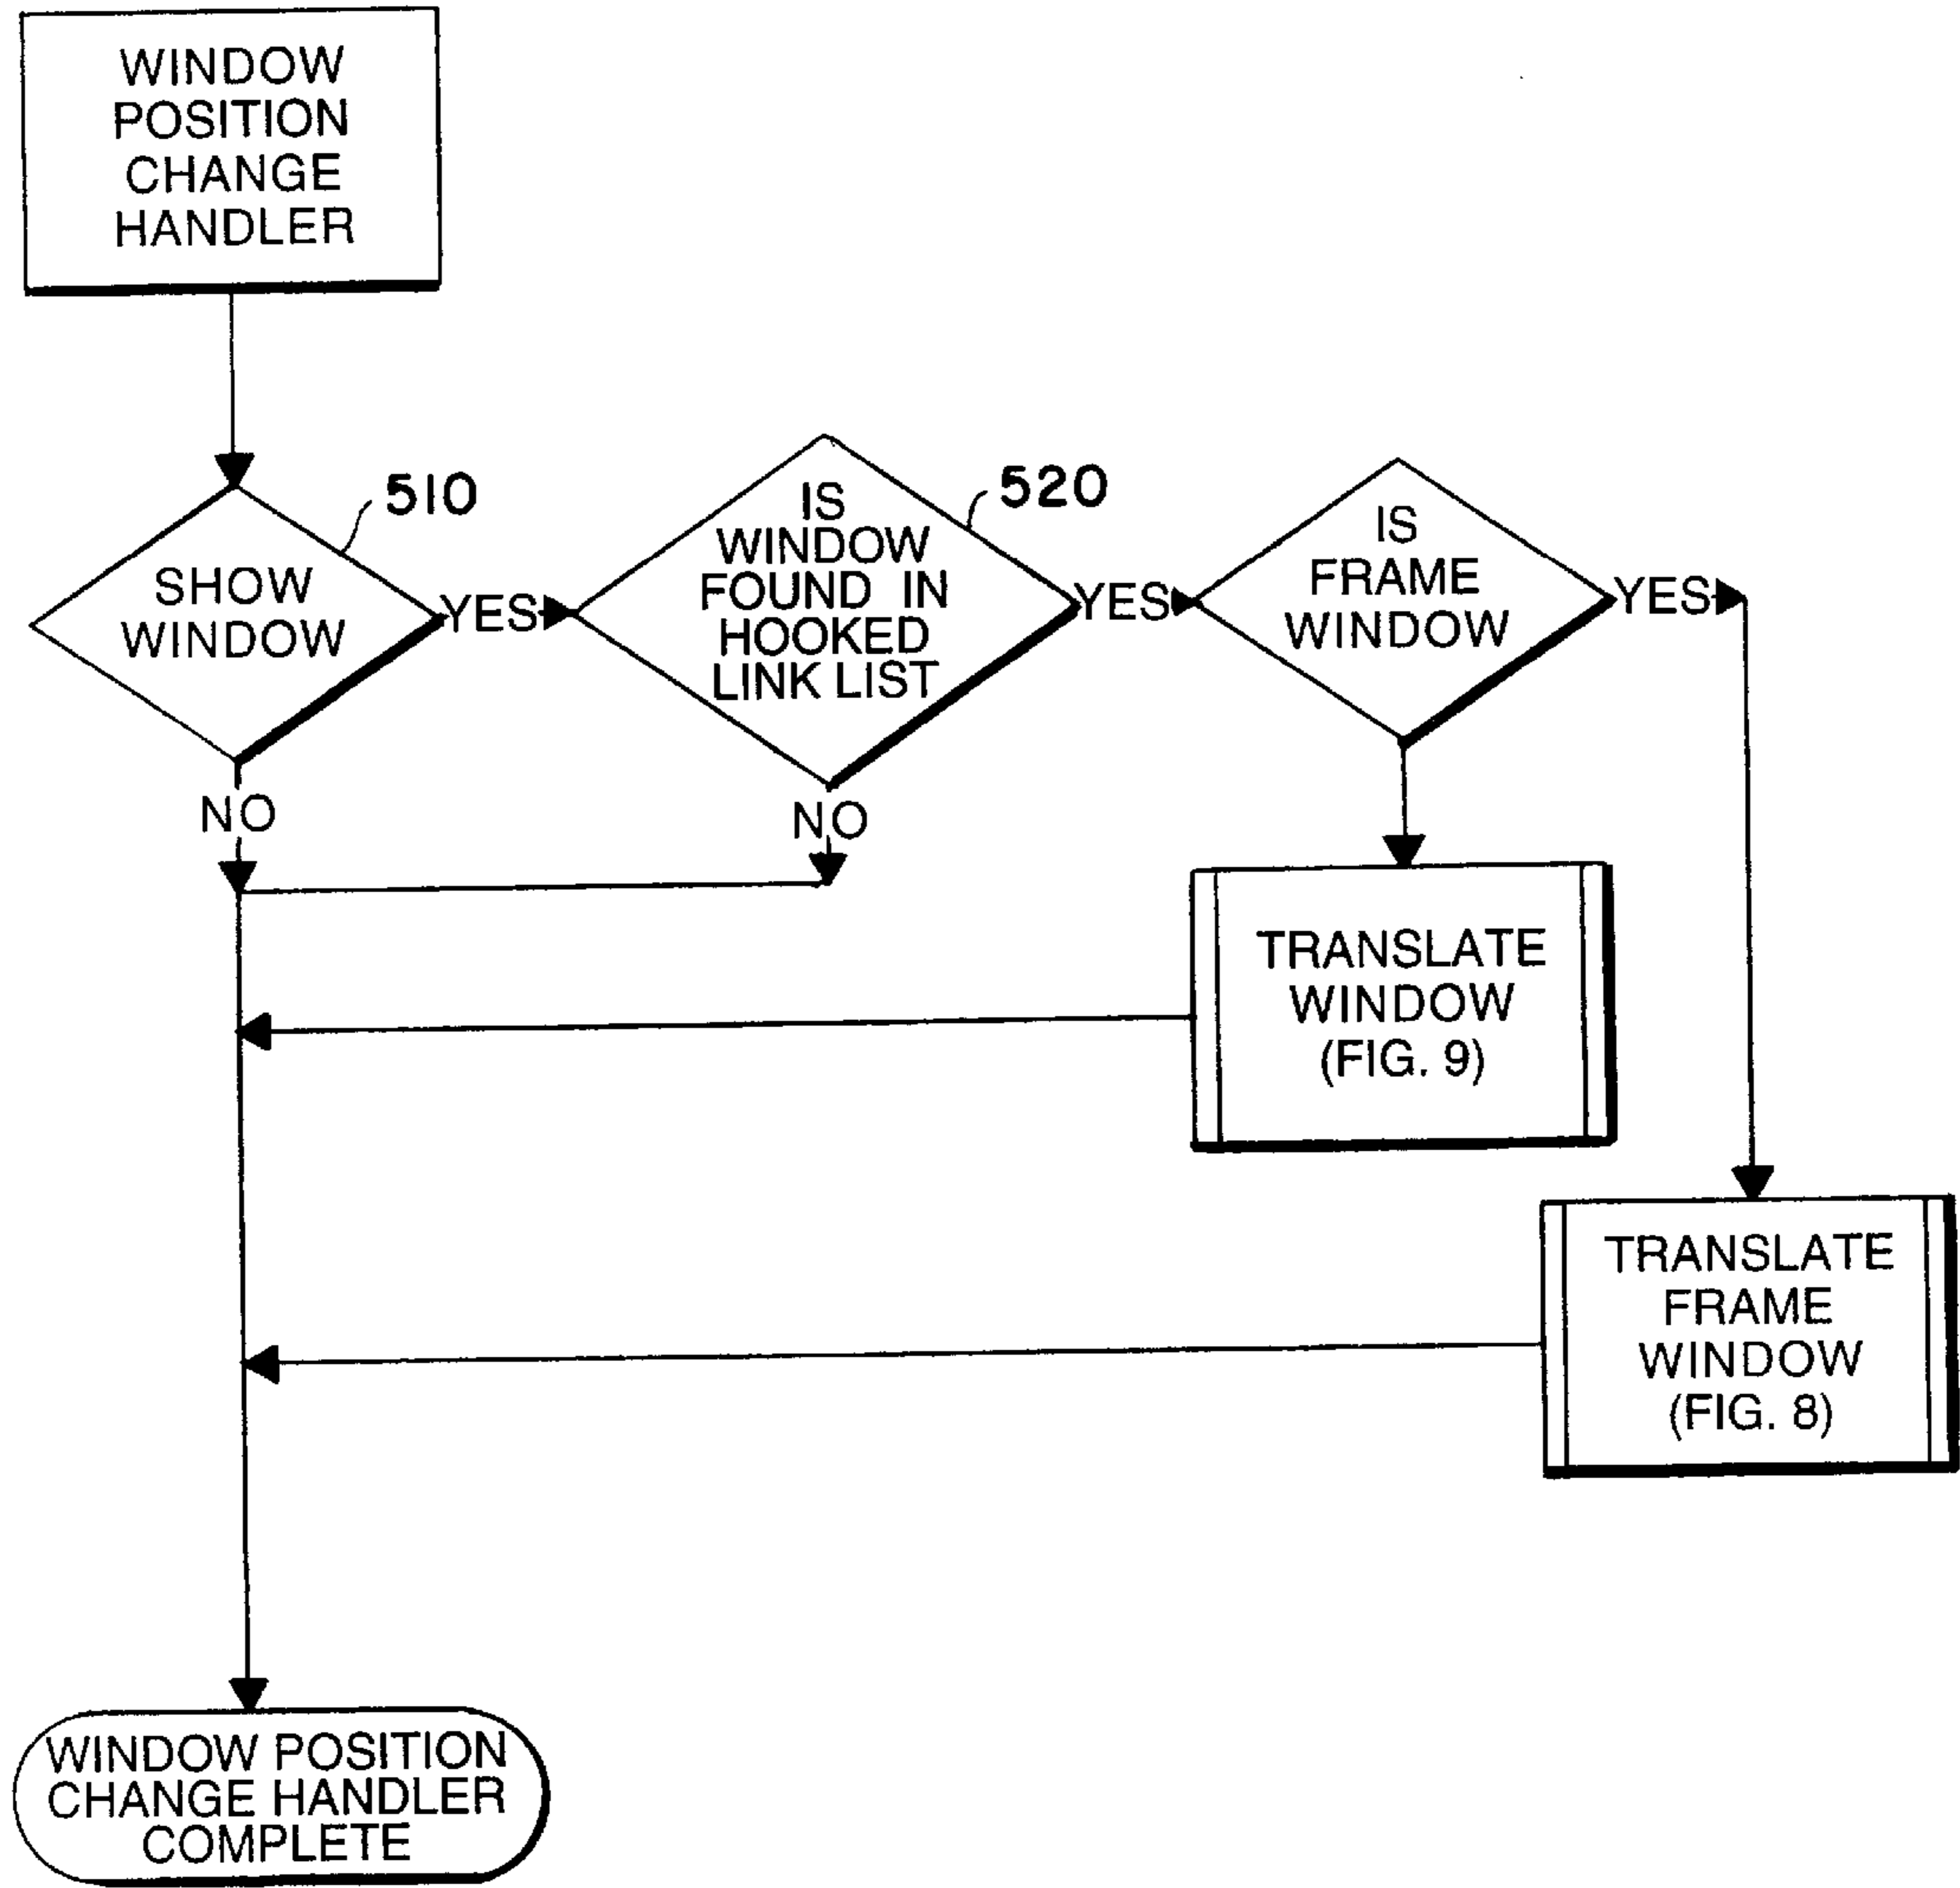 WINDOW
POSITION
CHANGE
HANDLER
510
SHOW
WINDOW
YES
520
IS
WINDOW
FOUND IN
HOOKED
LINK LIST
YES
IS
FRAME
WINDOW
YES
NO
NO
TRANSLATE
WINDOW
(FIG. 9)
TRANSLATE
FRAME
WINDOW
(FIG. 8)
WINDOW POSITION
CHANGE HANDLER
COMPLETE